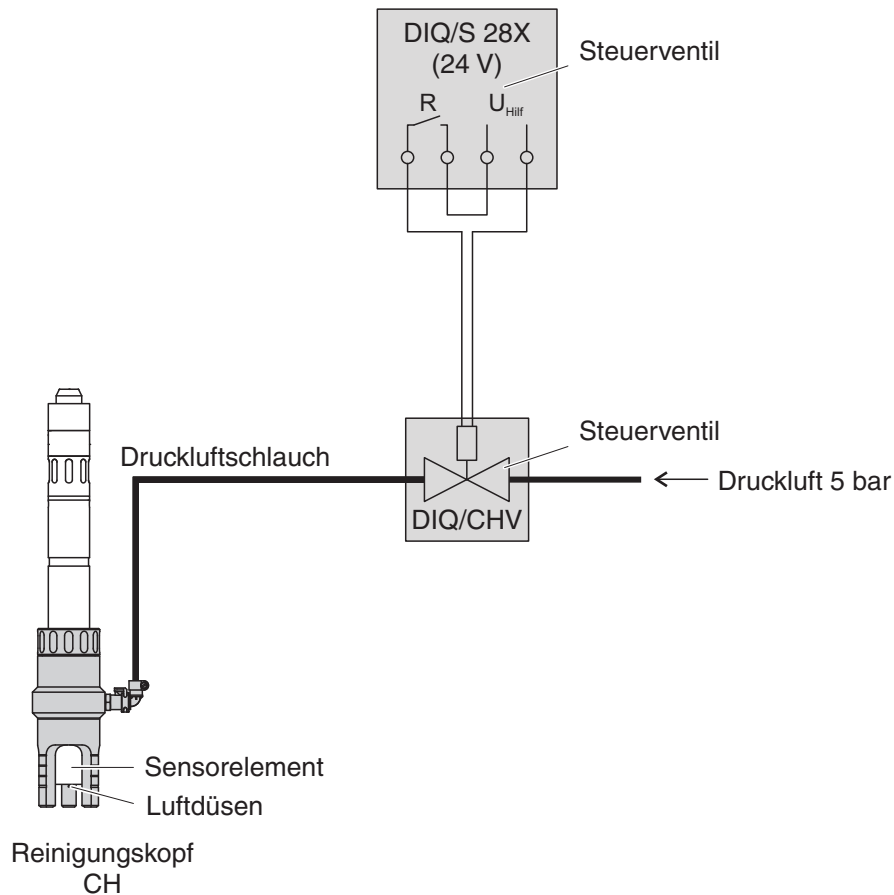 DIQ/S 28X
(24 V)
Steuerventil
R
U Hilf
Steuerventil
Druckluftschlauch
Druckluft 5 bar
DIQ/CHV
Sensorelement
Luftdüsen
Reinigungskopf
CH